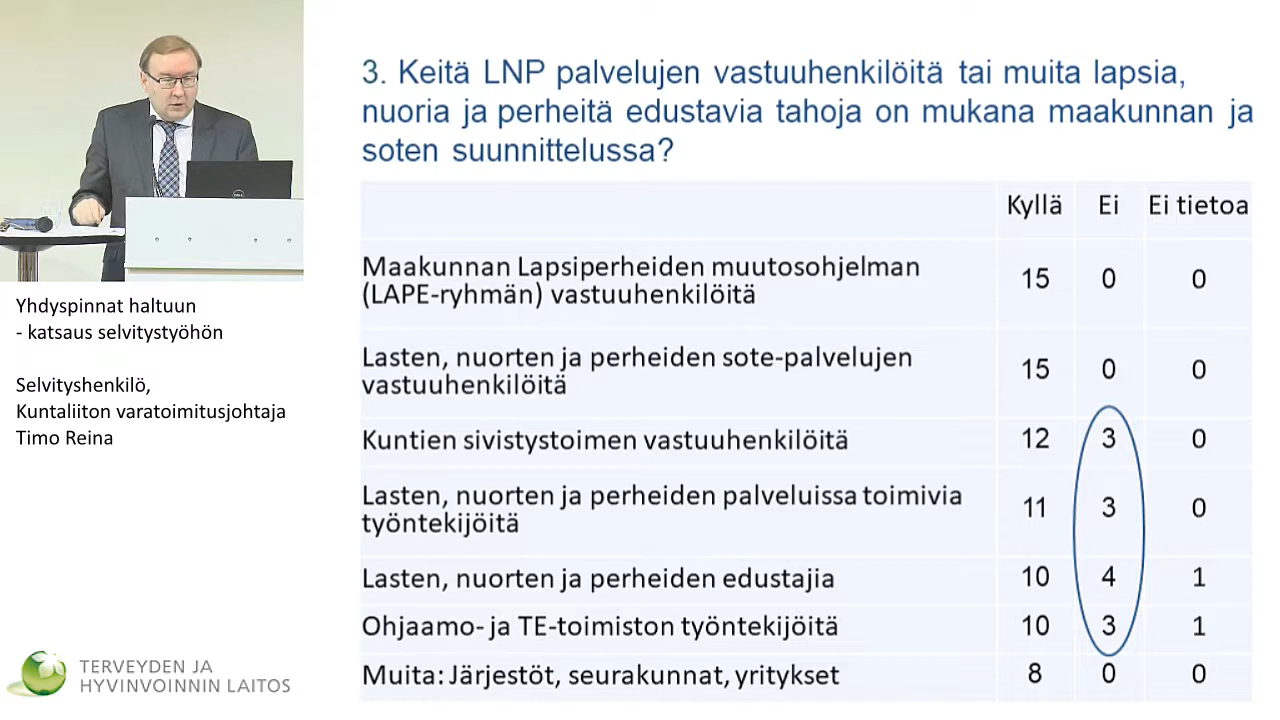 3. Keitä LNP palvelujen vastuuhenkilöitä tai muita lapsia,
nuoria ja perheitä edustavia tahoja on mukana maakunnan ja
soten suunnittelussa?
Kyllä Ei Ei tietoa
Maakunnan Lapsiperheiden muutosohjelman
(LAPE-ryhmän) vastuuhenkilöitä 15 0 0
Lasten, nuorten ja perheiden sote-palvelujen
vastuuhenkilöitä 15 0 0
Kuntien sivistystoimen vastuuhenkilöitä 12 3 0
Lasten, nuorten ja perheiden palveluissa toimivia
työntekijöitä 11 3 0
Lasten, nuorten ja perheiden edustajia 10 4 1
Ohjaamo- ja TE-toimiston työntekijöitä 10 3 1
Muita: Järjestöt, seurakunnat, yritykset 8 0 0
Yhdyspinnat haltuun
- katsaus selvitystyöhön
Selvityshenkilö,
Kuntaliiton varatoimitusjohtaja
Timo Reina
TERVEYDEN JA
HYVINVOINNIN LAITOS
DELL